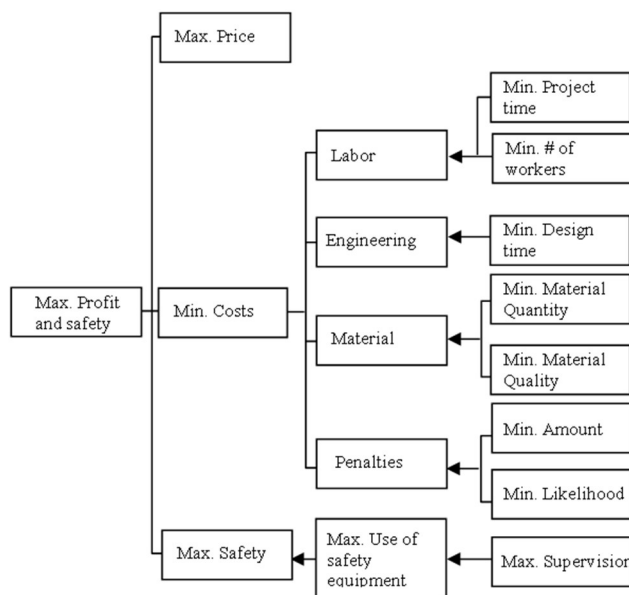 Max. Price
Min. Project
time
Labor
Min. # of
workers
Engineering
Min. Design
time
Max. Profit
and safety
Min. Costs
Material
Min. Material
Quantity
Min. Material
Quality
Penalties
Min. Amount
Min. Likelihood
Max. Safety
Max. Use of
safety
equipment
Max. Supervision